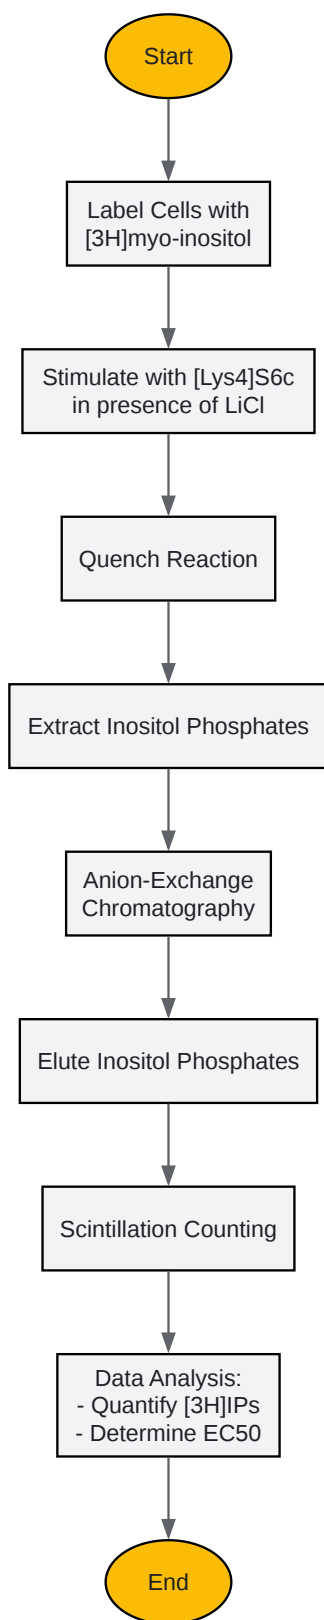 Start
Label Cells with
[3H]myo-inositol
Stimulate with [Lys4]S6c
in presence of LiCl
Quench Reaction
Extract Inositol Phosphates
Anion-Exchange
Chromatography
Elute Inositol Phosphates
Scintillation Counting
Data Analysis:
- Quantify [3H]IPs
- Determine EC50
End